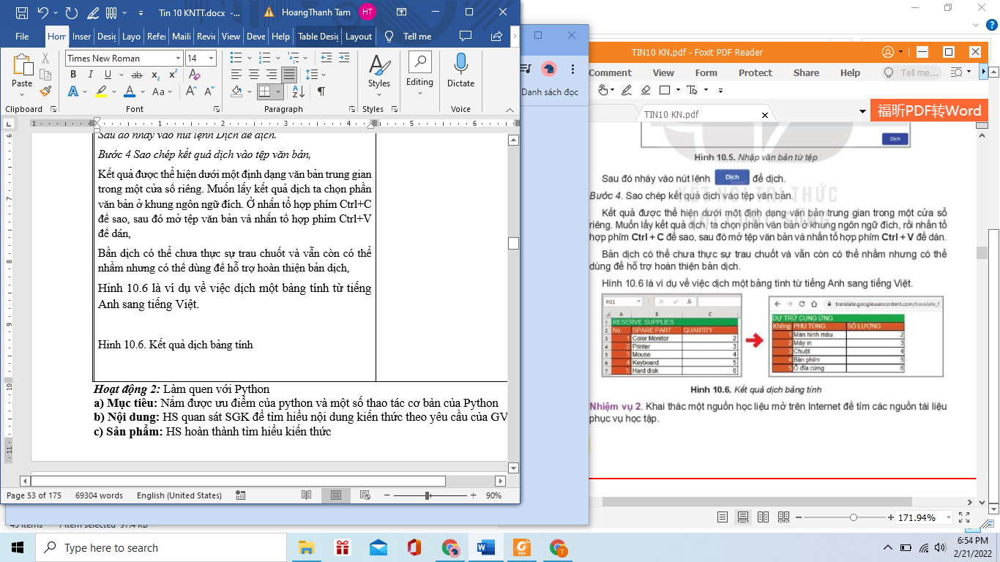 Tin 10 KNTT.docx - ...
HoangThanh Tam
HT
File
Hom
Inser
Desig
Layo
Refer
Maili
Revie
View
Deve
Help
Table Desig
Layout
Tell me
Paste
Clipboard
Times New Roman
14
Font
Paragraph
Styles
Styles
Editing
Dictate
Voice
Sau đó nháy vào nút lệnh Dịch để dịch.
Bước 4 Sao chép kết quả dịch vào tệp văn bản,
Kết quả được thể hiện dưới một định dạng văn bản trung gian
trong một cửa sổ riêng. Muốn lấy kết quả dịch ta chọn phần
văn bản ở khung ngôn ngữ đích. Ở nhấn tổ hợp phím Ctrl+C
để sao, sau đó mở tệp văn bản và nhấn tổ hợp phím Ctrl+V
để dán,
Bản dịch có thể chưa thực sự trau chuốt và vẫn còn có thể
nhầm nhưng có thể dùng để hỗ trợ hoàn thiện bản dịch,
Hình 10.6 là ví dụ về việc dịch một bảng tính từ tiếng
Anh sang tiếng Việt.
Hình 10.6. Kết quả dịch bảng tính
Hoạt động 2: Làm quen với Python
a) Mục tiêu: Nắm được ưu điểm của python và một số thao tác cơ bản của Python
b) Nội dung: HS quan sát SGK để tìm hiểu nội dung kiến thức theo yêu cầu của GV
c) Sản phẩm: HS hoàn thành tìm hiểu kiến thức
Page 53 of 175
69304 words
English (United States)
90%
Danh sách đọc
45 items
1 item selected 97.4 KB
TIN10 KN.pdf - Foxit PDF Reader
Comment
View
Form
Protect
Share
Help
Tell me...
TIN10 KN.pdf
福昕PDF转Word
Dịch
Hình 10.5. Nhập văn bản từ tệp
Sau đó nháy vào nút lệnh Dịch để dịch.
Bước 4. Sao chép kết quả dịch vào tệp văn bản.
KẾT NỐI TRI THỨC
VỚI CUỘC SỐNG
Kết quả được thể hiện dưới một định dạng văn bản trung gian trong một cửa sổ
riêng. Muốn lấy kết quả dịch, ta chọn phần văn bản ở khung ngôn ngữ đích, rồi nhấn tổ
hợp phím Ctrl + C để sao, sau đó mở tệp văn bản và nhấn tổ hợp phím Ctrl + V để dán.
Bản dịch có thể chưa thực sự trau chuốt và vẫn còn có thể nhầm nhưng có thể
dùng để hỗ trợ hoàn thiện bản dịch.
Hình 10.6 là ví dụ về việc dịch một bảng tính từ tiếng Anh sang tiếng Việt.
H11
A B C
1 RESERVE SUPPLIES
2 No SPARE PART QUANTITY
3 1 Color Monitor 2
4 2 Printer 3
5 3 Mouse 4
6 4 Keyboard 5
7 5 Hard disk 6
translate.googleusercontent.com/translate_f
DỰ TRỮ CUNG ỨNG
Không PHỤ TÙNG SỐ LƯỢNG
1 Màn hình màu 2
2 Máy in 3
3 Chuột 4
4 Bàn phím 5
5 Ổ đĩa cứng 6
Hình 10.6. Kết quả dịch bảng tính
Nhiệm vụ 2. Khai thác một nguồn học liệu mở trên Internet để tìm các nguồn tài liệu
phục vụ học tập.
171.94%
Type here to search
6:54 PM
2/21/2022